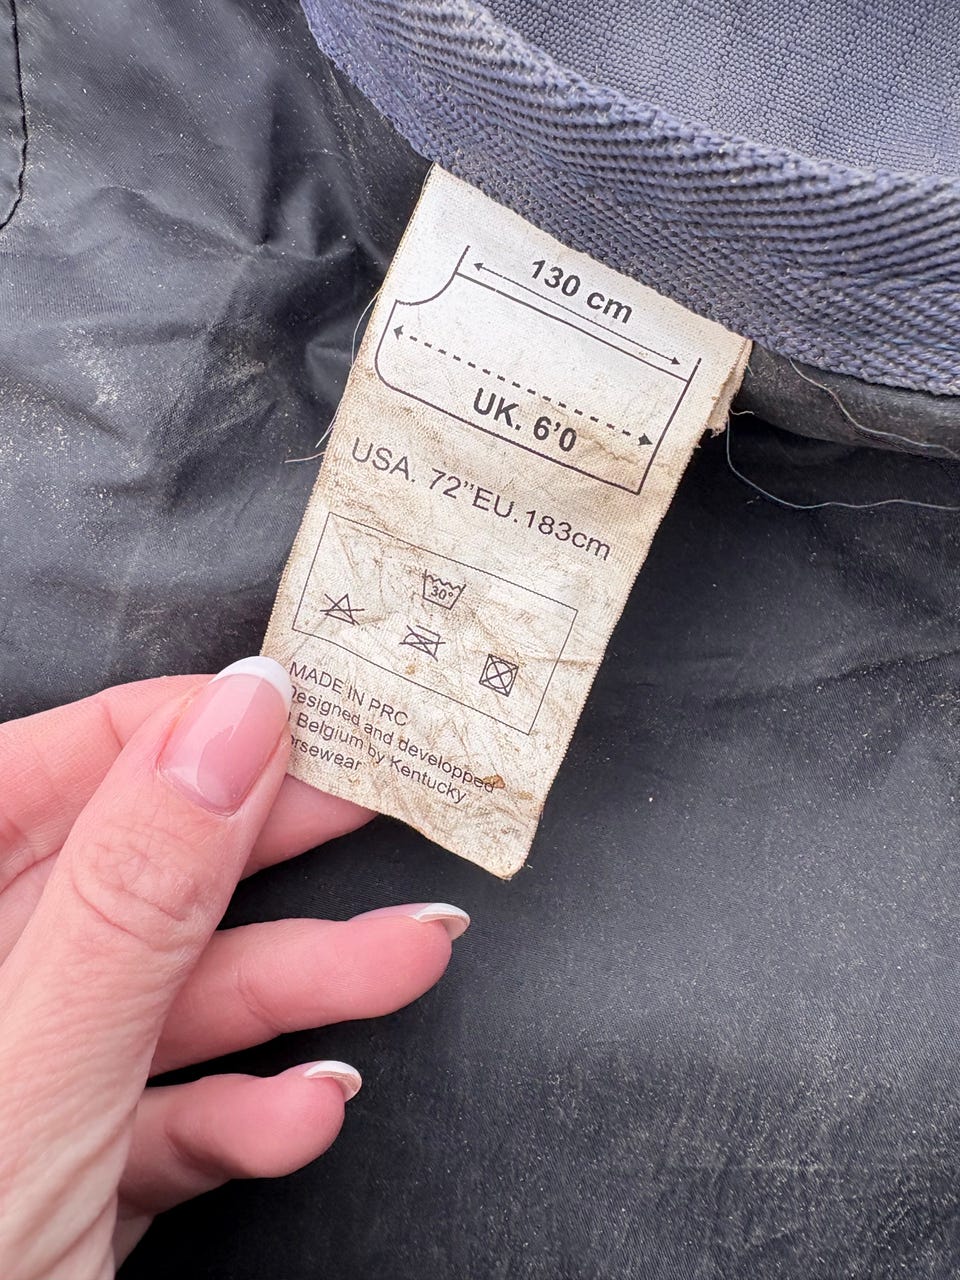 130 cm
UK. 6'0
USA. 72”EU.183cm
30°
MADE IN PRC
Designed and developped
Belgium by Kentucky